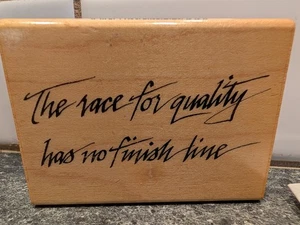 The race for quality
has no finish line